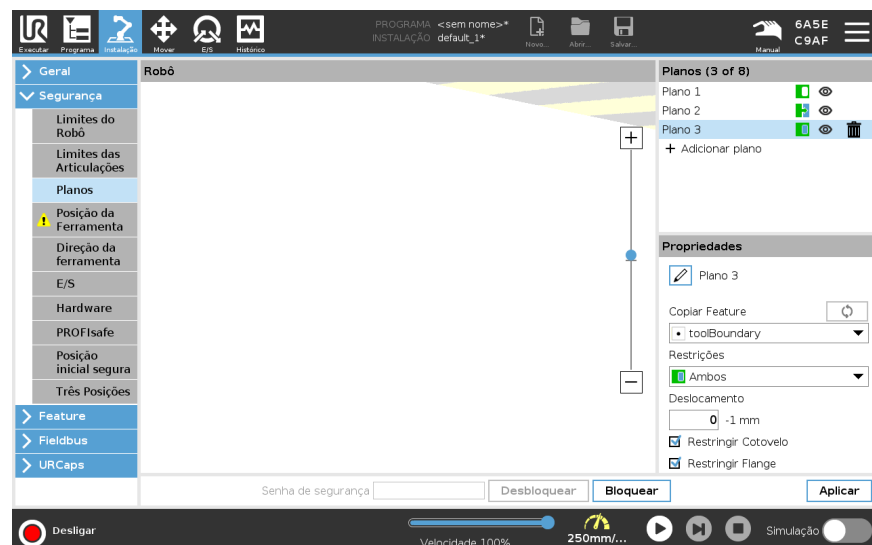 PROGRAMA <sem nome>*
INSTALAÇÃO default_1*
6A5E
C9AF
Executar Programa Instalação Mover E/S Histórico Novo... Abrir... Salvar... Manual
Geral
Segurança
Limites do
Robô
Limites das
Articulações
Planos
Posição da
Ferramenta
Direção da
ferramenta
E/S
Hardware
PROFIsafe
Posição
inicial segura
Três Posições
Feature
Fieldbus
URCaps
Robô
Planos (3 of 8)
Plano 1
Plano 2
Plano 3
+ Adicionar plano
Propriedades
Plano 3
Copiar Feature
toolBoundary
Restrições
Ambos
Deslocamento
0 -1 mm
Restringir Cotovelo
Restringir Flange
Senha de segurança Desbloquear Bloquear Aplicar
Desligar
Velocidade 100%
250mm/...
Simulação